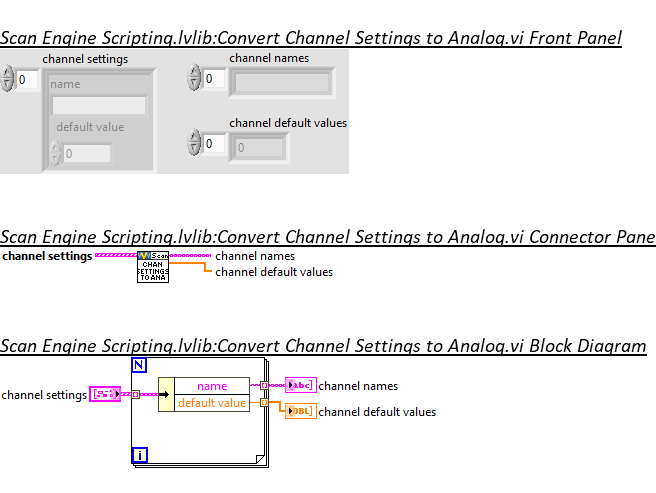 Scan Engine Scripting.lvlib:Convert Channel Settings to Analog.vi Front Panel
channel settings
0
name
default value
0
channel names
0
channel default values
0
0
Scan Engine Scripting.lvlib:Convert Channel Settings to Analog.vi Connector Pane
channel settings
Scan
CHAN
SETTINGS
TO ANA
channel names
channel default values
Scan Engine Scripting.lvlib:Convert Channel Settings to Analog.vi Block Diagram
N
channel settings
name
default value
abc
channel names
DBL
channel default values
i